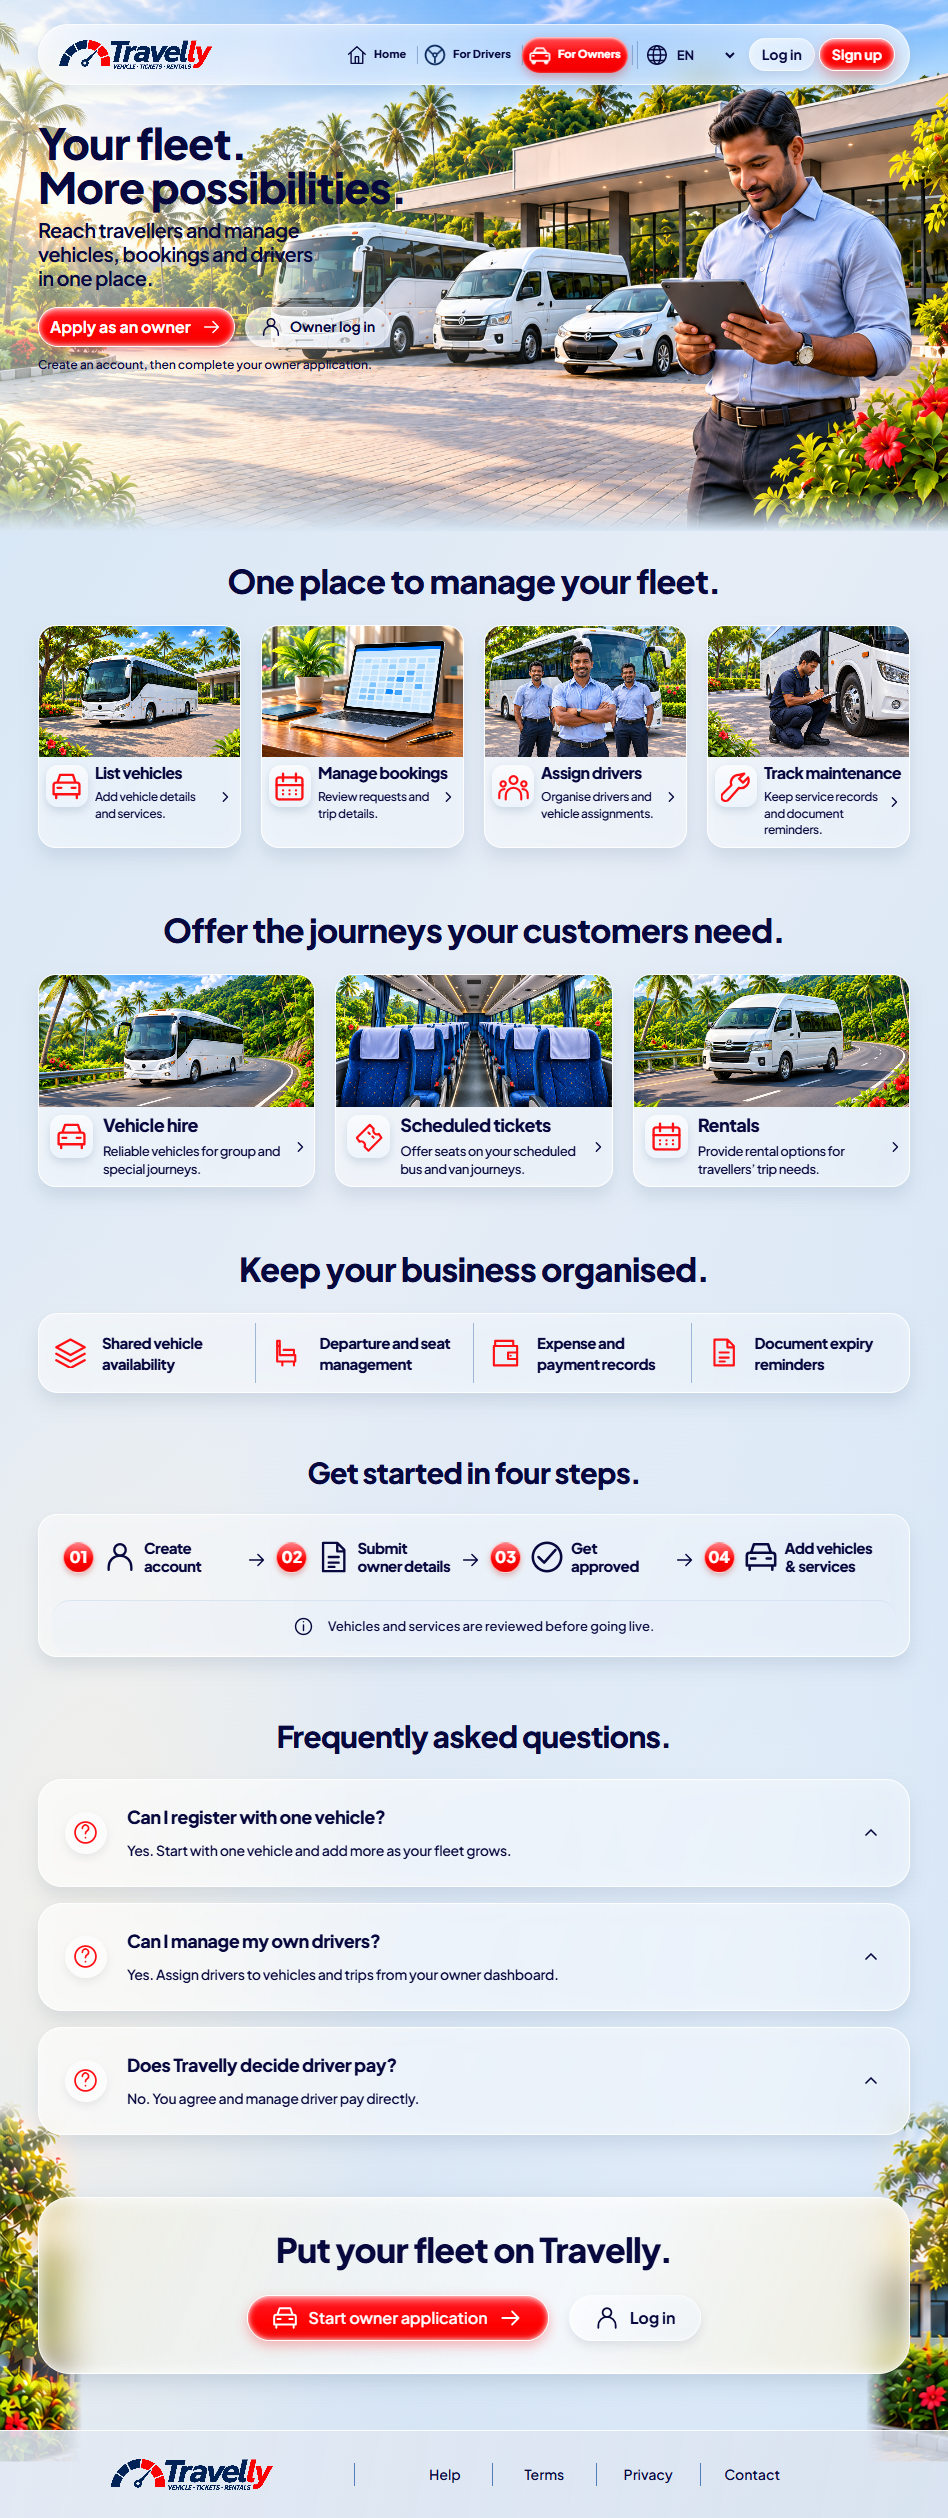 Travelly
VEHICLE · TICKETS · RENTALS
Home
For Drivers
For Owners
EN
Log in
Sign up
Your fleet.
More possibilities.
Reach travellers and manage
vehicles, bookings and drivers
in one place.
Apply as an owner
Owner log in
Create an account, then complete your owner application.
One place to manage your fleet.
List vehicles
Add vehicle details
and services.
Manage bookings
Review requests and
trip details.
Assign drivers
Organise drivers and
vehicle assignments.
Track maintenance
Keep service records
and document
reminders.
Offer the journeys your customers need.
Vehicle hire
Reliable vehicles for group and
special journeys.
Scheduled tickets
Offer seats on your scheduled
bus and van journeys.
Rentals
Provide rental options for
travellers’ trip needs.
Keep your business organised.
Shared vehicle
availability
Departure and seat
management
Expense and
payment records
Document expiry
reminders
Get started in four steps.
01
Create
account
02
Submit
owner details
03
Get
approved
04
Add vehicles
& services
Vehicles and services are reviewed before going live.
Frequently asked questions.
Can I register with one vehicle?
Yes. Start with one vehicle and add more as your fleet grows.
Can I manage my own drivers?
Yes. Assign drivers to vehicles and trips from your owner dashboard.
Does Travelly decide driver pay?
No. You agree and manage driver pay directly.
Put your fleet on Travelly.
Start owner application
Log in
Travelly
VEHICLE · TICKETS · RENTALS
Help
Terms
Privacy
Contact